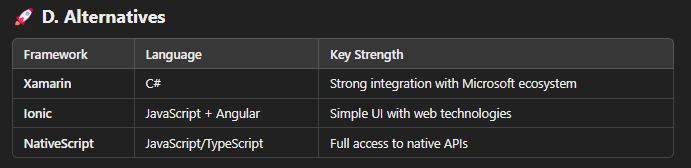 🚀 D. Alternatives
Framework Language Key Strength
Xamarin C# Strong integration with Microsoft ecosystem
Ionic JavaScript + Angular Simple UI with web technologies
NativeScript JavaScript/TypeScript Full access to native APIs